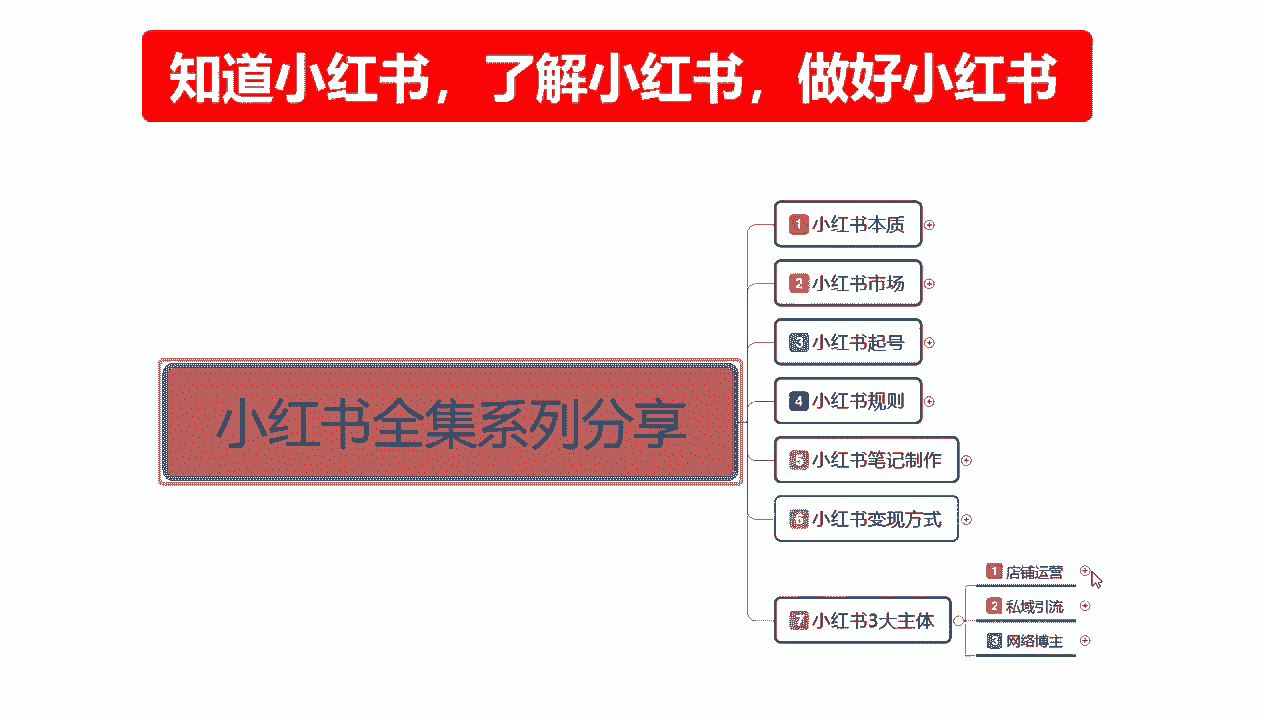 知道小红书，了解小红书，做好小红书
小红书全集系列分享
1 小红书本质
2 小红书市场
3 小红书起号
4 小红书规则
5 小红书笔记制作
6 小红书变现方式
7 小红书3大主体
1 店铺运营
2 私域引流
3 网络博主